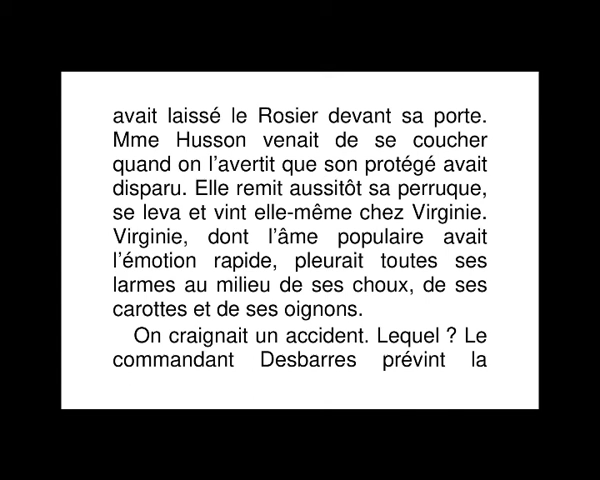 avait laissé le Rosier devant sa porte.
Mme Husson venait de se coucher
quand on l’avertit que son protégé avait
disparu. Elle remit aussitôt sa perruque,
se leva et vint elle-même chez Virginie.
Virginie, dont l’âme populaire avait
l’émotion rapide, pleurait toutes ses
larmes au milieu de ses choux, de ses
carottes et de ses oignons.
On craignait un accident. Lequel ? Le
commandant Desbarres prévint la